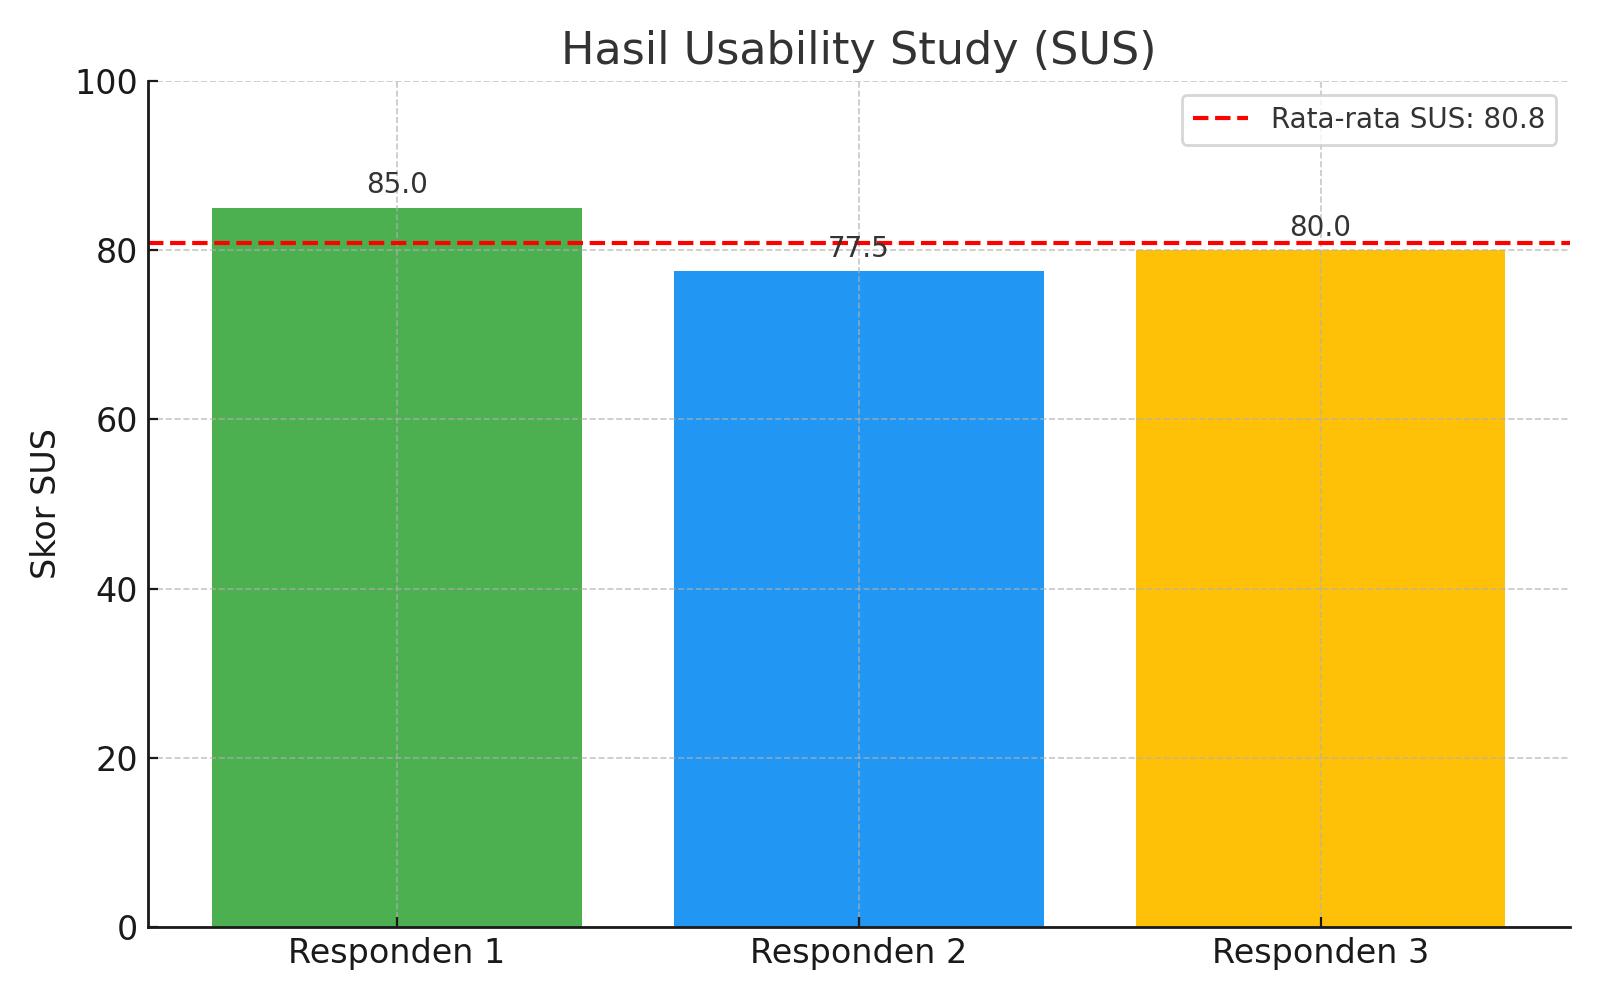 Hasil Usability Study (SUS)
Rata-rata SUS: 80.8
Skor SUS
100
80
60
40
20
0
85.0
77.5
80.0
Responden 1
Responden 2
Responden 3